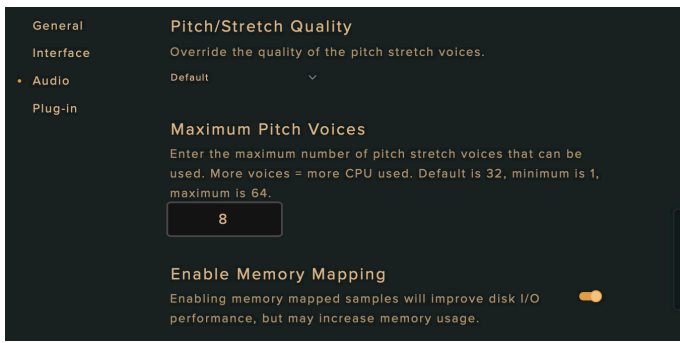 General
Interface
Audio
Plug-in
Pitch/Stretch Quality
Override the quality of the pitch stretch voices.
Default
Maximum Pitch Voices
Enter the maximum number of pitch stretch voices that can be
used. More voices = more CPU used. Default is 32, minimum is 1,
maximum is 64.
8
Enable Memory Mapping
Enabling memory mapped samples will improve disk I/O
performance, but may increase memory usage.